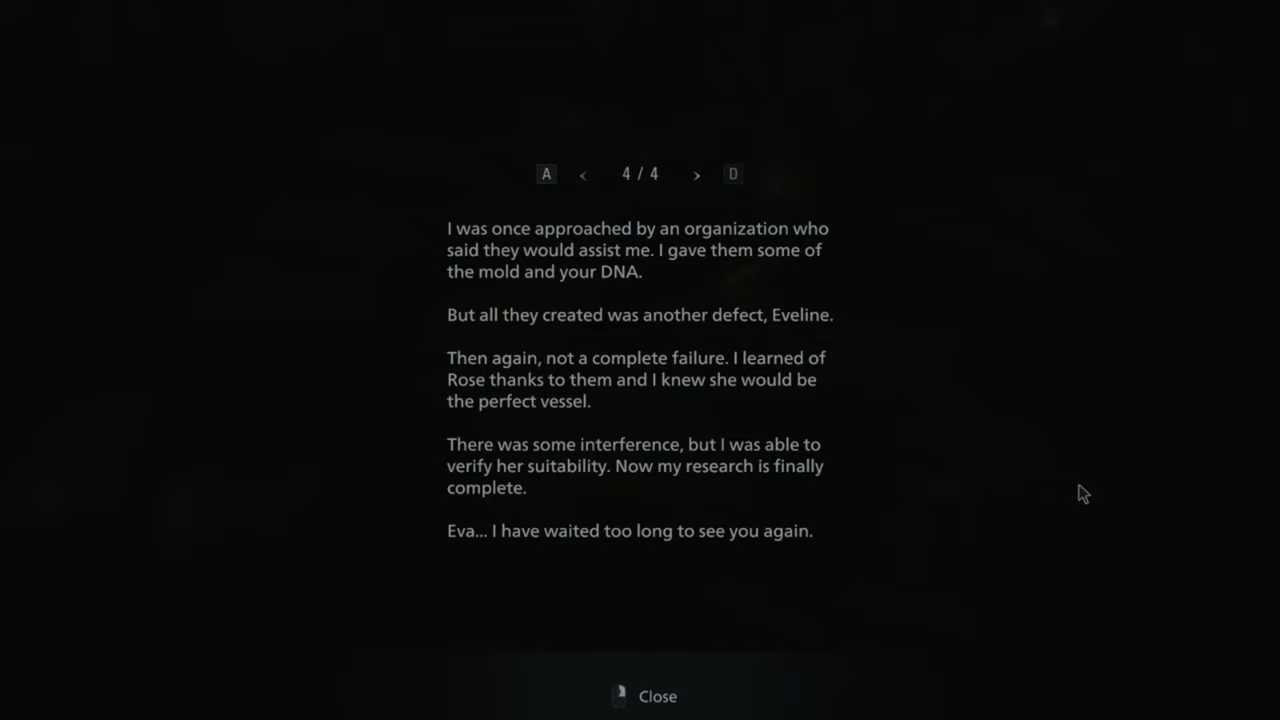 A < 4 / 4 > D
I was once approached by an organization who
said they would assist me. I gave them some of
the mold and your DNA.
But all they created was another defect, Eveline.
Then again, not a complete failure. I learned of
Rose thanks to them and I knew she would be
the perfect vessel.
There was some interference, but I was able to
verify her suitability. Now my research is finally
complete.
Eva... I have waited too long to see you again.
Close